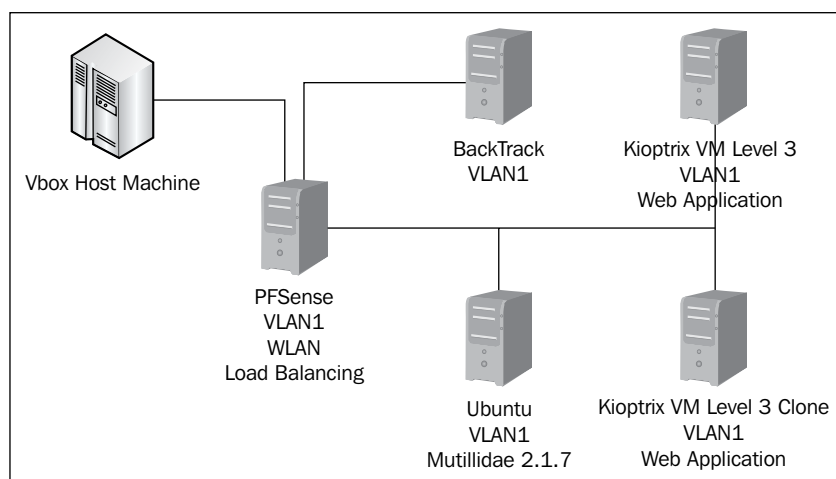 Vbox Host Machine
BackTrack
VLAN1
Kioptrix VM Level 3
VLAN1
Web Application
PFSense
VLAN1
WLAN
Load Balancing
Ubuntu
VLAN1
Mutillidae 2.1.7
Kioptrix VM Level 3 Clone
VLAN1
Web Application